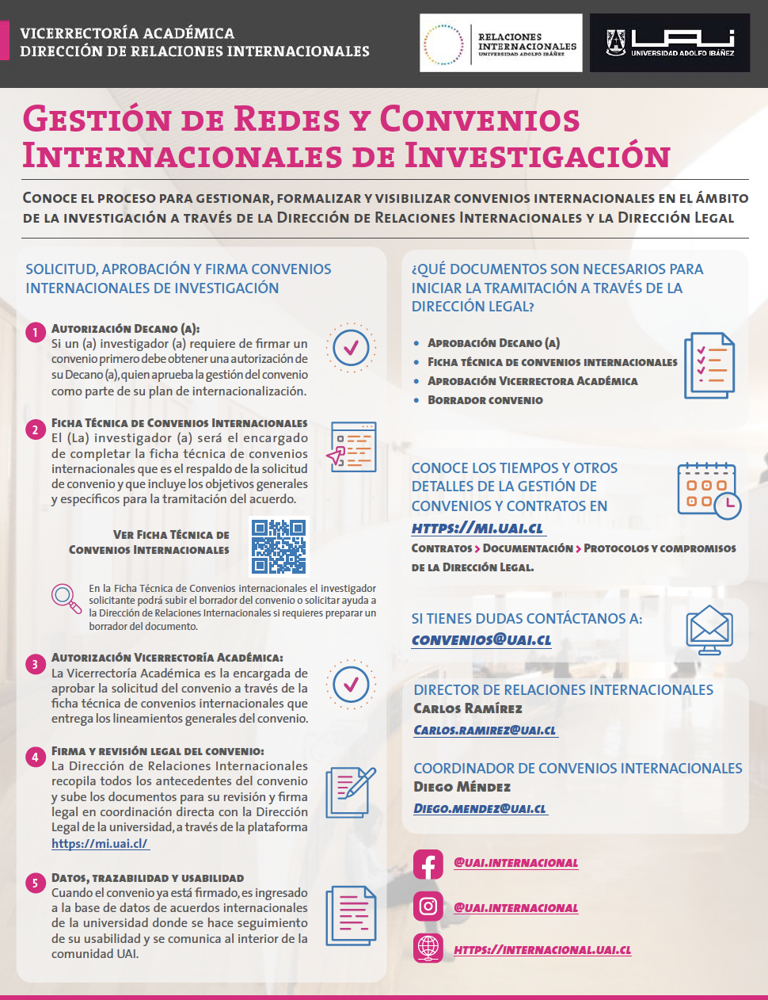 VICERRECTORÍA ACADÉMICA
DIRECCIÓN DE RELACIONES INTERNACIONALES
RELACIONES
INTERNACIONALES
UNIVERSIDAD ADOLFO IBÁÑEZ
UAI
UNIVERSIDAD ADOLFO IBÁÑEZ
GESTIÓN DE REDES Y CONVENIOS
INTERNACIONALES DE INVESTIGACIÓN
CONOCE EL PROCESO PARA GESTIONAR, FORMALIZAR Y VISIBILIZAR CONVENIOS INTERNACIONALES EN EL ÁMBITO
DE LA INVESTIGACIÓN A TRAVÉS DE LA DIRECCIÓN DE RELACIONES INTERNACIONALES Y LA DIRECCIÓN LEGAL
SOLICITUD, APROBACIÓN Y FIRMA CONVENIOS
INTERNACIONALES DE INVESTIGACIÓN
1 AUTORIZACIÓN DECANO (A):
Si un (a) investigador (a) requiere de firmar un
convenio primero debe obtener una autorización de
su Decano (a), quien aprueba la gestión del convenio
como parte de su plan de internacionalización.
2 FICHA TÉCNICA DE CONVENIOS INTERNACIONALES
El (La) investigador (a) será el encargado
de completar la ficha técnica de convenios
internacionales que es el respaldo de la solicitud
de convenio y que incluye los objetivos generales
y específicos para la tramitación del acuerdo.
VER FICHA TÉCNICA DE
CONVENIOS INTERNACIONALES
En la Ficha Técnica de Convenios internacionales el investigador
solicitante podrá subir el borrador del convenio o solicitar ayuda a
la Dirección de Relaciones Internacionales si requieres preparar un
borrador del documento.
3 AUTORIZACIÓN VICERRECTORÍA ACADÉMICA:
La Vicerrectoría Académica es la encargada de
aprobar la solicitud del convenio a través de la
ficha técnica de convenios internacionales que
entrega los lineamientos generales del convenio.
4 FIRMA Y REVISIÓN LEGAL DEL CONVENIO:
La Dirección de Relaciones Internacionales
recopila todos los antecedentes del convenio
y sube los documentos para su revisión y firma
legal en coordinación directa con la Dirección
Legal de la universidad, a través de la plataforma
https://mi.uai.cl/
5 DATOS, TRAZABILIDAD Y USABILIDAD
Cuando el convenio ya está firmado, es ingresado
a la base de datos de acuerdos internacionales
de la universidad donde se hace seguimiento
de su usabilidad y se comunica al interior de la
comunidad UAI.
¿QUÉ DOCUMENTOS SON NECESARIOS PARA
INICIAR LA TRAMITACIÓN A TRAVÉS DE LA
DIRECCIÓN LEGAL?
• APROBACIÓN DECANO (A)
• FICHA TÉCNICA DE CONVENIOS INTERNACIONALES
• APROBACIÓN VICERRECTORA ACADÉMICA
• BORRADOR CONVENIO
CONOCE LOS TIEMPOS Y OTROS
DETALLES DE LA GESTIÓN DE
CONVENIOS Y CONTRATOS EN
HTTPS://MI.UAI.CL
CONTRATOS > DOCUMENTACIÓN > PROTOCOLOS Y COMPROMISOS
DE LA DIRECCIÓN LEGAL.
SI TIENES DUDAS CONTÁCTANOS A:
CONVENIOS@UAI.CL
DIRECTOR DE RELACIONES INTERNACIONALES
CARLOS RAMÍREZ
CARLOS.RAMIREZ@UAI.CL
COORDINADOR DE CONVENIOS INTERNACIONALES
DIEGO MÉNDEZ
DIEGO.MENDEZ@UAI.CL
@UAI.INTERNACIONAL
@UAI.INTERNACIONAL
HTTPS://INTERNACIONAL.UAI.CL